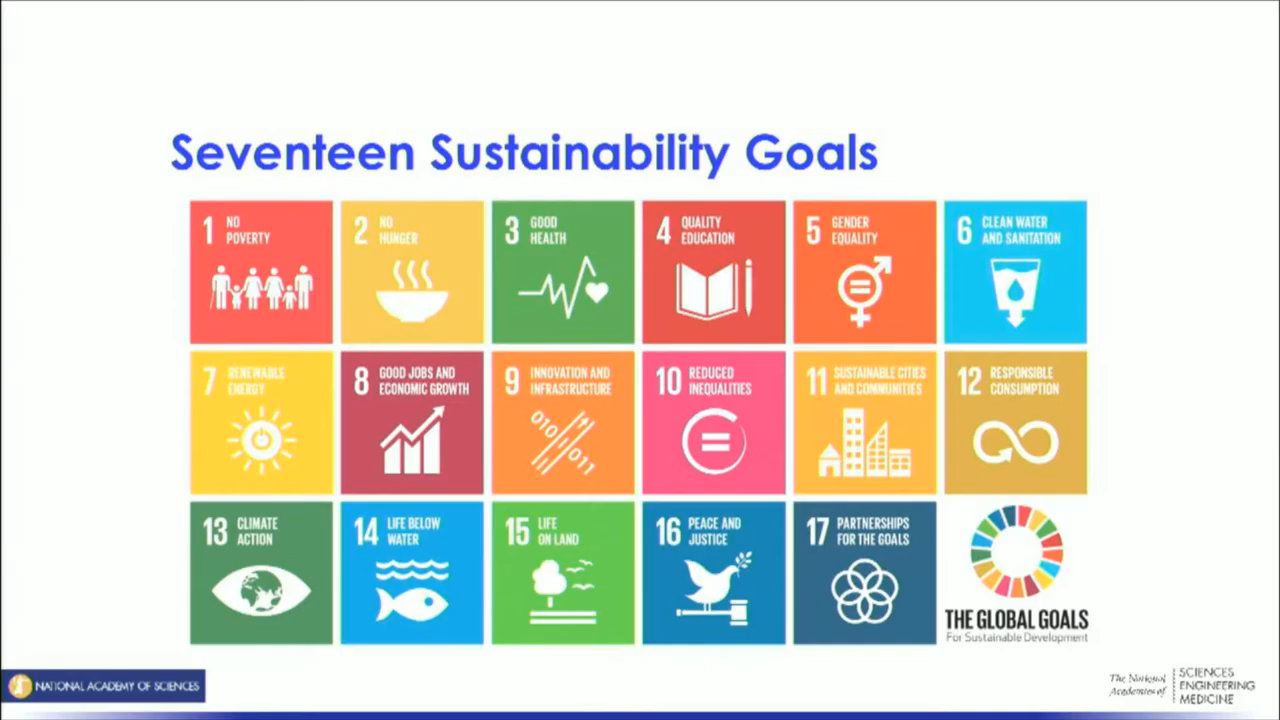 Seventeen Sustainability Goals
1 NO
POVERTY
2 NO
HUNGER
3 GOOD
HEALTH
4 QUALITY
EDUCATION
5 GENDER
EQUALITY
6 CLEAN WATER
AND SANITATION
7 RENEWABLE
ENERGY
8 GOOD JOBS AND
ECONOMIC GROWTH
9 INNOVATION AND
INFRASTRUCTURE
010
011
10 REDUCED
INEQUALITIES
11 SUSTAINABLE CITIES
AND COMMUNITIES
12 RESPONSIBLE
CONSUMPTION
13 CLIMATE
ACTION
14 LIFE BELOW
WATER
15 LIFE
ON LAND
16 PEACE AND
JUSTICE
17 PARTNERSHIPS
FOR THE GOALS
THE GLOBAL GOALS
For Sustainable Development
NATIONAL ACADEMY OF SCIENCES
The National
Academies of
SCIENCES
ENGINEERING
MEDICINE